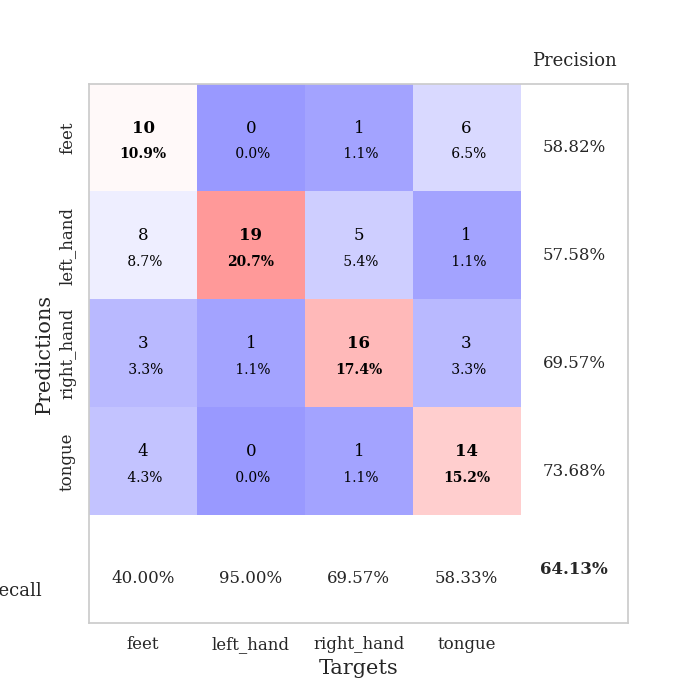 Precision
feet 10 0 1 6 58.82%
10.9% 0.0% 1.1% 6.5%
left_hand 8 19 5 1 57.58%
8.7% 20.7% 5.4% 1.1%
Predictions
right_hand 3 1 16 3 69.57%
3.3% 1.1% 17.4% 3.3%
tongue 4 0 1 14 73.68%
4.3% 0.0% 1.1% 15.2%
ecall 40.00% 95.00% 69.57% 58.33% 64.13%
feet left_hand right_hand tongue
Targets